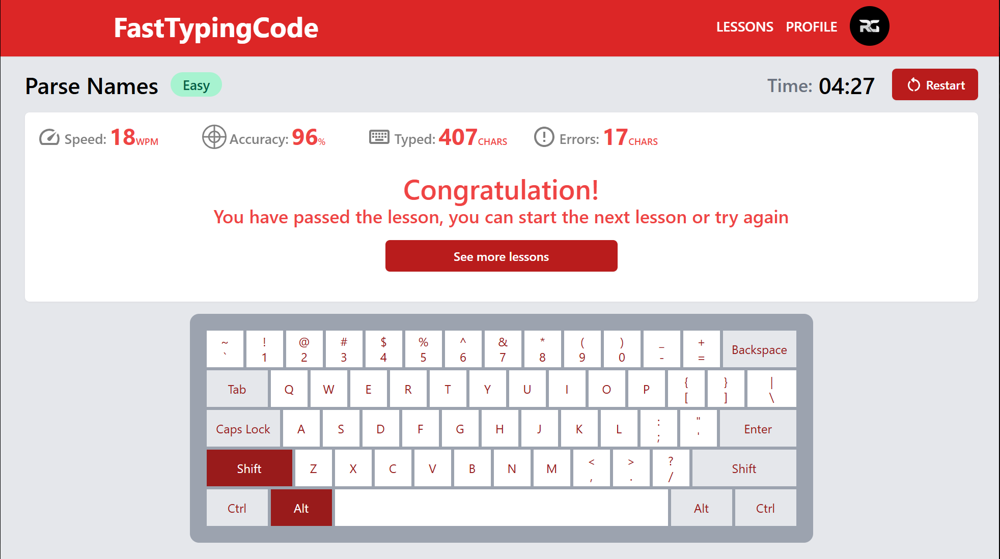 FastTypingCode LESSONS PROFILE RG
Parse Names Easy Time: 04:27 Restart
Speed: 18WPM Accuracy: 96% Typed: 407CHARS Errors: 17CHARS
Congratulation!
You have passed the lesson, you can start the next lesson or try again
See more lessons
~ ! @ # $ % ^ & * ( ) _ +
` 1 2 3 4 5 6 7 8 9 0 - = Backspace
Tab Q W E R T Y U I O P { } |
[ ] \
Caps Lock A S D F G H J K L : " Enter
; '
Shift Z X C V B N M < > ? Shift
, . /
Ctrl Alt Alt Ctrl